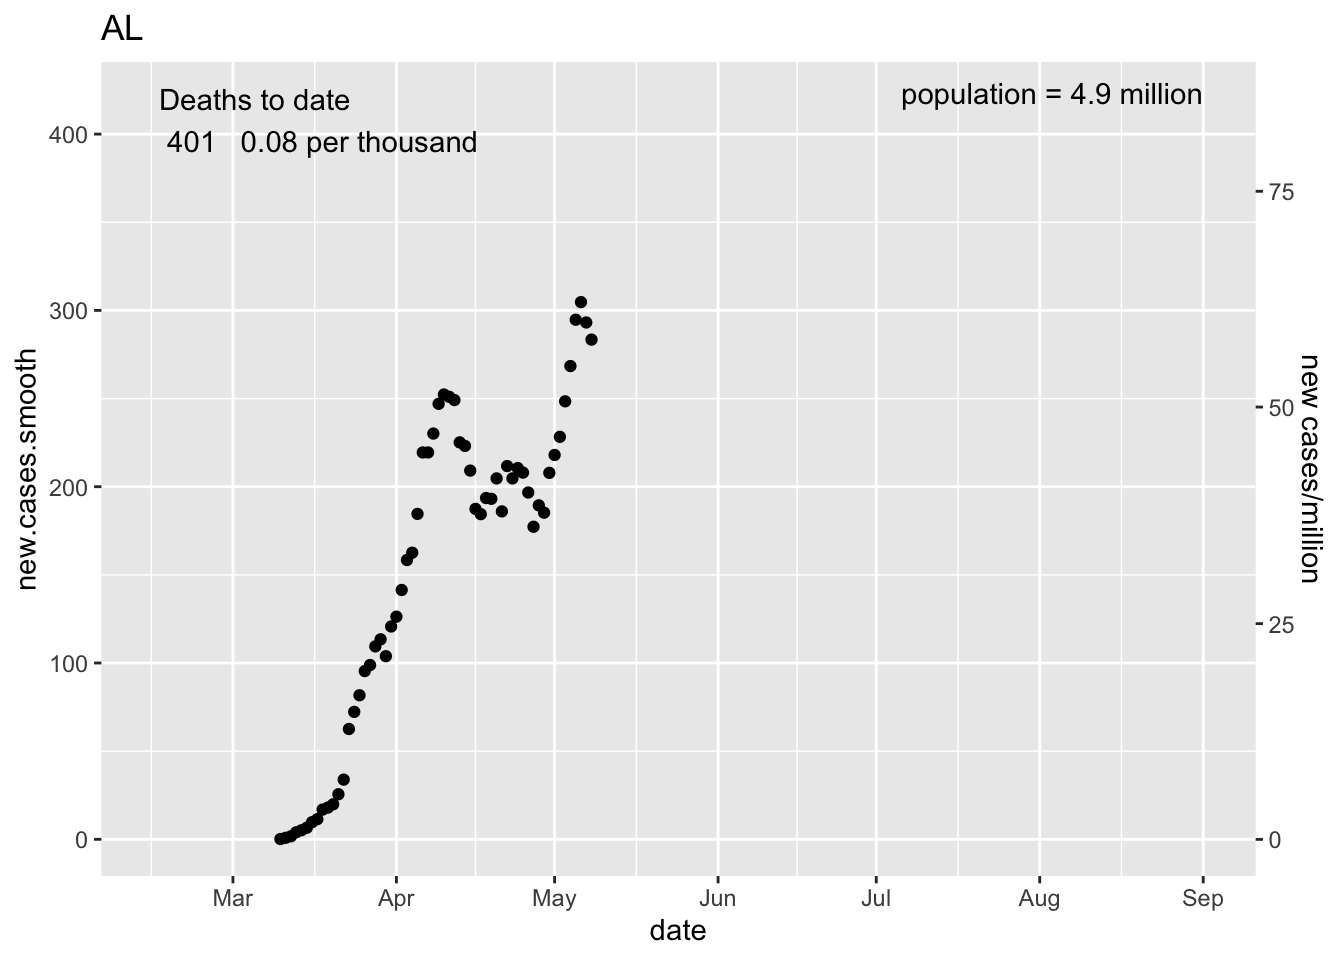 AL
Deaths to date
401 0.08 per thousand
population = 4.9 million
400
300
200
100
0
new.cases.smooth
75
50
25
0
new cases/million
Mar Apr May Jun Jul Aug Sep
date